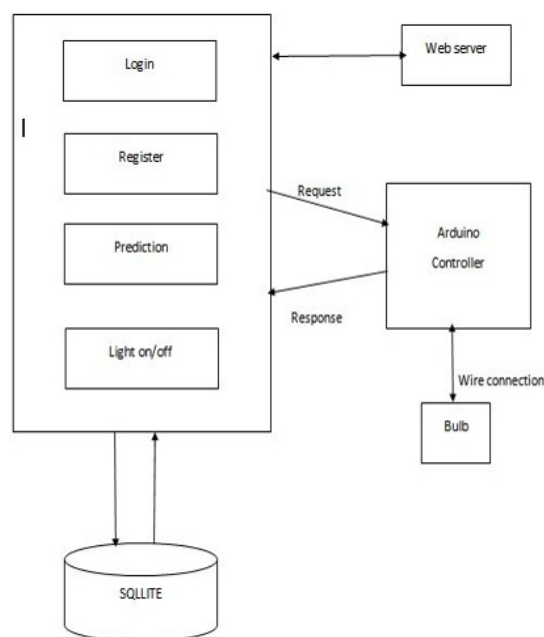 Login
Web server
Register
Request
Prediction
Arduino
Controller
Response
Light on/off
Wire connection
Bulb
SQLLITE